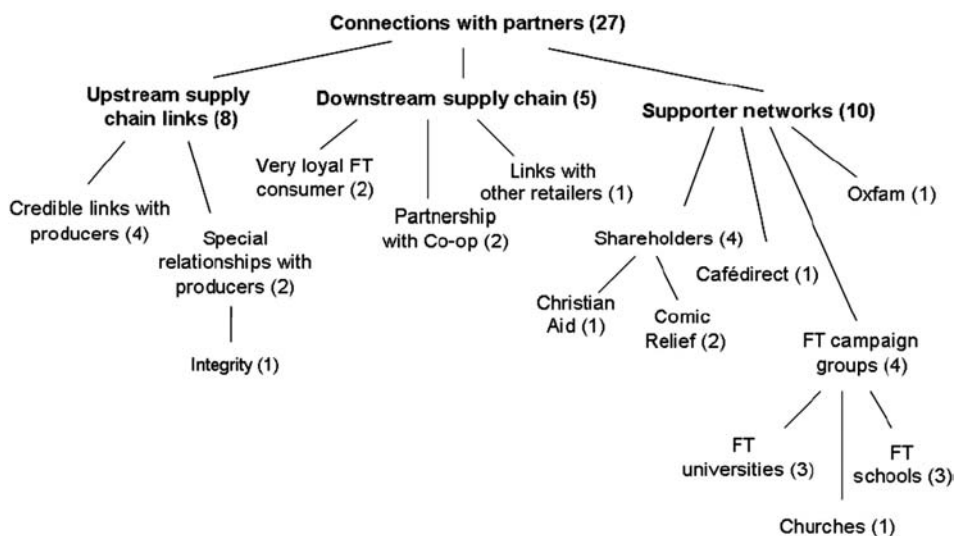 Connections with partners (27)
Upstream supply
chain links (8)
Downstream supply chain (5)
Supporter networks (10)
Very loyal FT
consumer (2)
Links with
other retailers (1)
Oxfam (1)
Credible links with
producers (4)
Partnership
with Co-op (2)
Special
relationships with
producers (2)
Shareholders (4)
Cafédirect (1)
Christian
Aid (1)
Comic
Relief (2)
Integrity (1)
FT campaign
groups (4)
FT
universities (3)
FT
schools (3)
Churches (1)